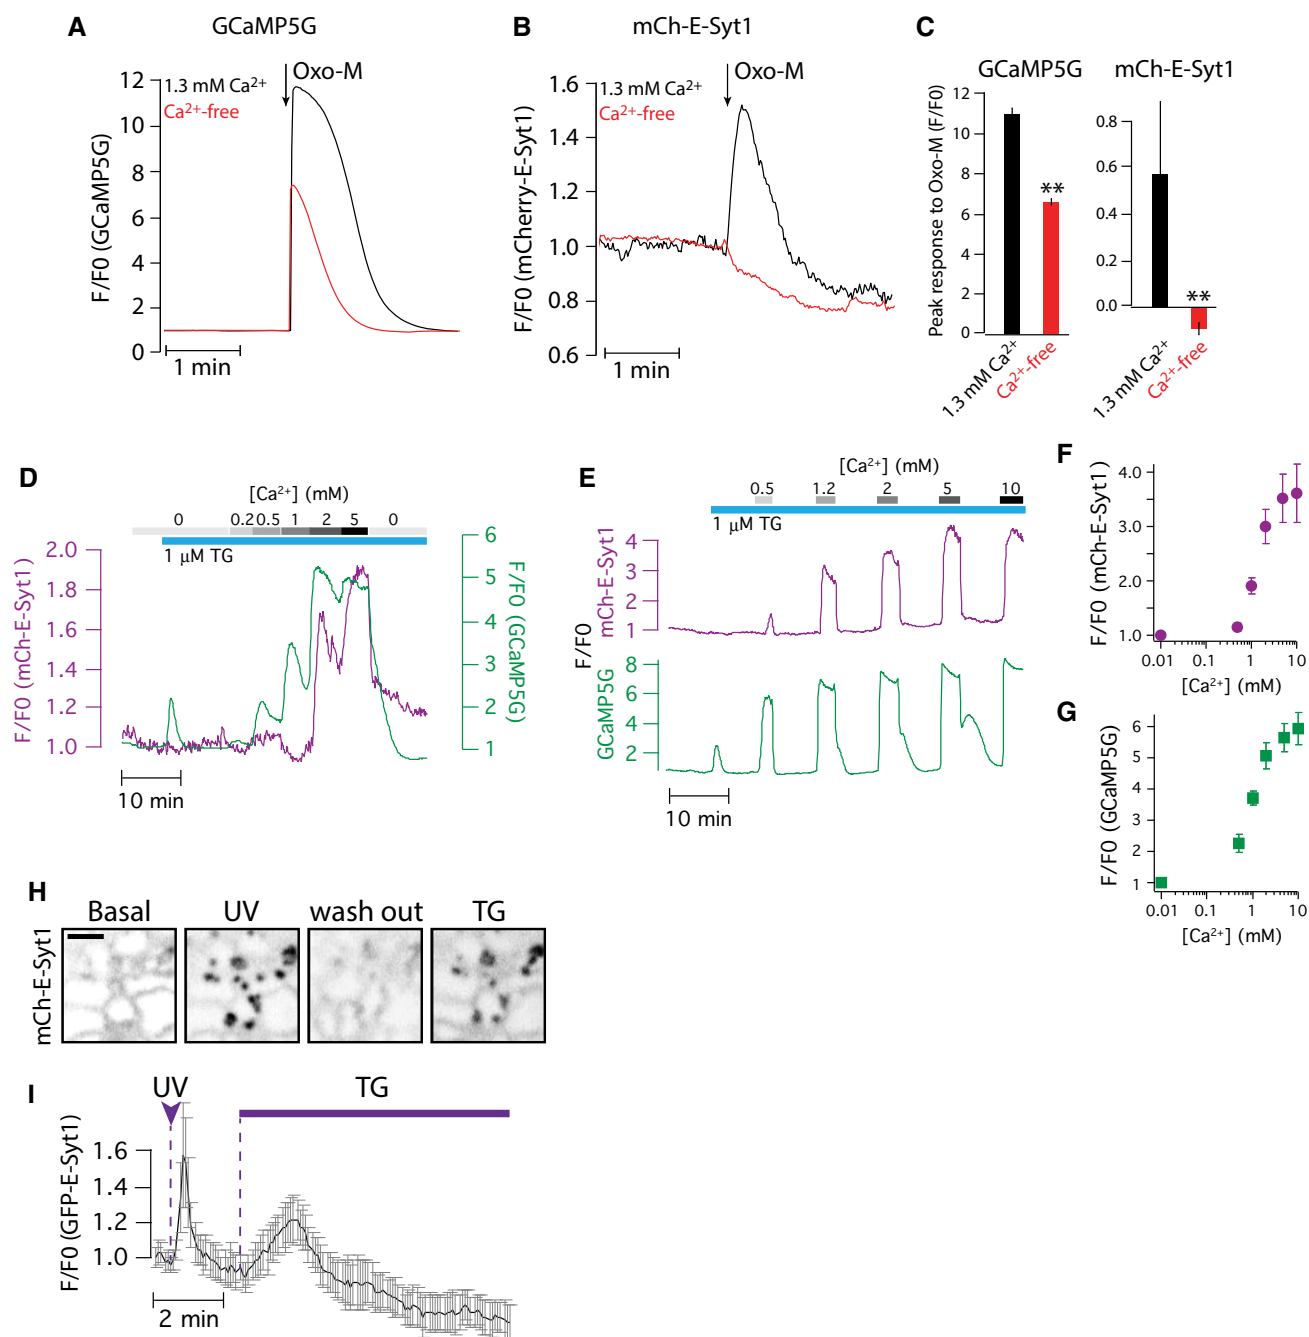 A
GCaMP5G
1.3 mM Ca²⁺
Ca²⁺-free
Oxo-M
F/F0 (GCaMP5G)
12
10
8
6
4
2
0
1 min
B
mCh-E-Syt1
1.3 mM Ca²⁺
Ca²⁺-free
Oxo-M
F/F0 (mCherry-E-Syt1)
1.6
1.4
1.2
1.0
0.8
0.6
1 min
C
GCaMP5G
mCh-E-Syt1
Peak response to Oxo-M (F/F0)
12
10
8
6
4
2
0
**
1.3 mM Ca²⁺
Ca²⁺-free
0.8
0.6
0.4
0.2
0.0
**
1.3 mM Ca²⁺
Ca²⁺-free
D
[Ca²⁺] (mM)
0
0.2
0.5
1
2
5
0
1 μM TG
F/F0 (mCh-E-Syt1)
2.0
1.8
1.6
1.4
1.2
1.0
F/F0 (GCaMP5G)
6
5
4
3
2
1
10 min
E
[Ca²⁺] (mM)
0.5
1.2
2
5
10
1 μM TG
F/F0
mCh-E-Syt1
4
3
2
1
GCaMP5G
8
6
4
2
10 min
F
F/F0 (mCh-E-Syt1)
4.0
3.0
2.0
1.0
0.01
0.1
1
10
[Ca²⁺] (mM)
G
F/F0 (GCaMP5G)
6
5
4
3
2
1
0.01
0.1
1
10
[Ca²⁺] (mM)
H
Basal
UV
wash out
TG
mCh-E-Syt1
I
UV
TG
F/F0 (GFP-E-Syt1)
1.6
1.4
1.2
1.0
2 min